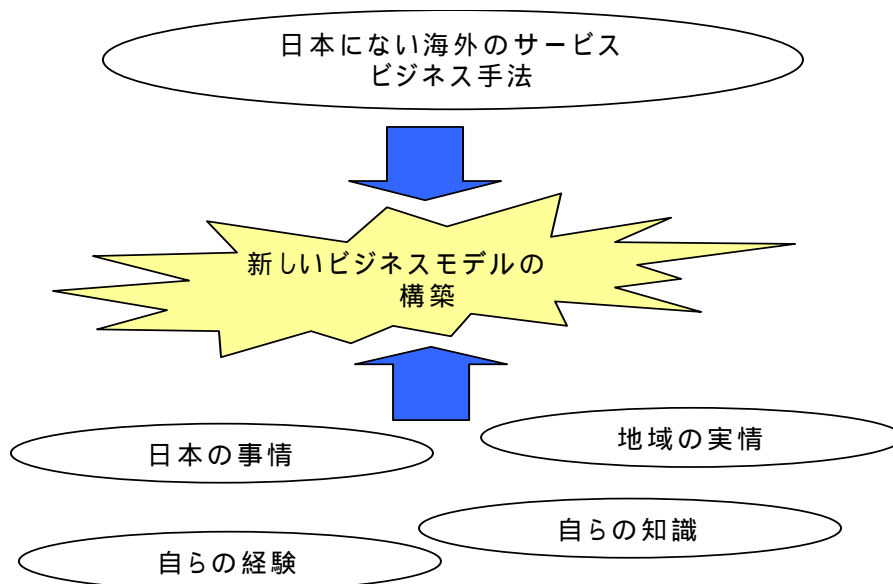 日本にない海外のサービス
ビジネス手法
新しいビジネスモデルの
構築
日本の事情
地域の実情
自らの知識
自らの経験